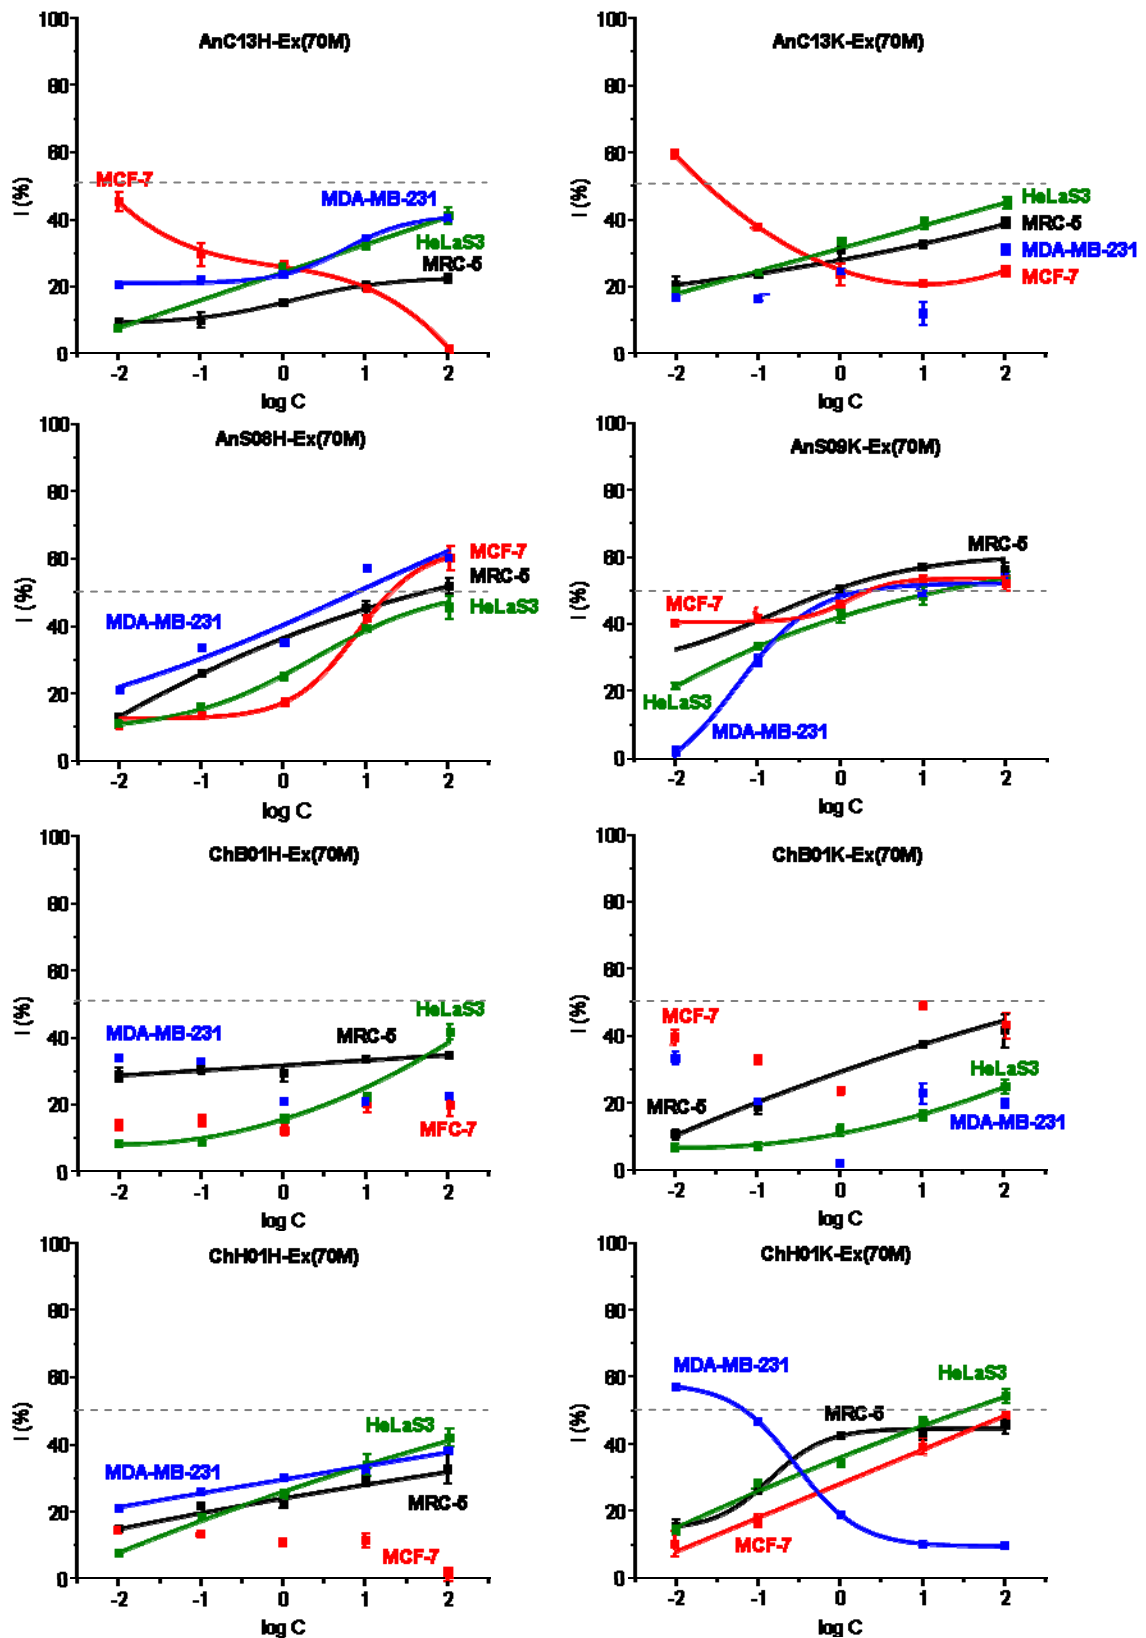 AnC13H-Ex(70M)
100
80
60
40
20
0
I (%)
MCF-7
MDA-MB-231
HeLaS3
MRC-5
-2 -1 0 1 2
log C
AnC13K-Ex(70M)
100
80
60
40
20
0
I (%)
HeLaS3
MRC-5
MDA-MB-231
MCF-7
-2 -1 0 1 2
log C
AnS08H-Ex(70M)
100
80
60
40
20
0
I (%)
MCF-7
MRC-5
HeLaS3
MDA-MB-231
-2 -1 0 1 2
log C
AnS09K-Ex(70M)
100
80
60
40
20
0
I (%)
MRC-5
MCF-7
HeLaS3
MDA-MB-231
-2 -1 0 1 2
log C
ChB01H-Ex(70M)
100
80
60
40
20
0
I (%)
HeLaS3
MDA-MB-231
MRC-5
MFC-7
-2 -1 0 1 2
log C
ChB01K-Ex(70M)
100
80
60
40
20
0
I (%)
MCF-7
HeLaS3
MRC-5
MDA-MB-231
-2 -1 0 1 2
log C
ChH01H-Ex(70M)
100
80
60
40
20
0
I (%)
HeLaS3
MDA-MB-231
MRC-5
MCF-7
-2 -1 0 1 2
log C
ChH01K-Ex(70M)
100
80
60
40
20
0
I (%)
MDA-MB-231
HeLaS3
MRC-5
MCF-7
-2 -1 0 1 2
log C